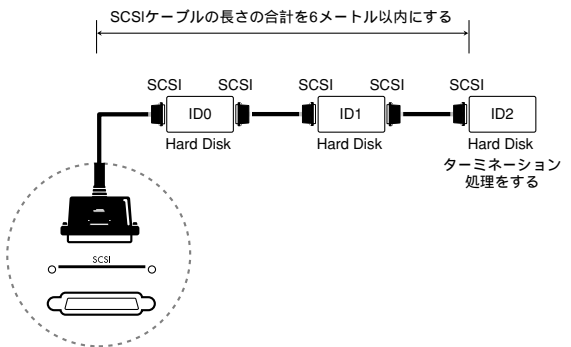 SCSIケーブルの長さの合計を6メートル以内にする
SCSI SCSI SCSI SCSI SCSI
ID0 ID1 ID2
Hard Disk Hard Disk Hard Disk
ターミネーション
処理をする
SCSI